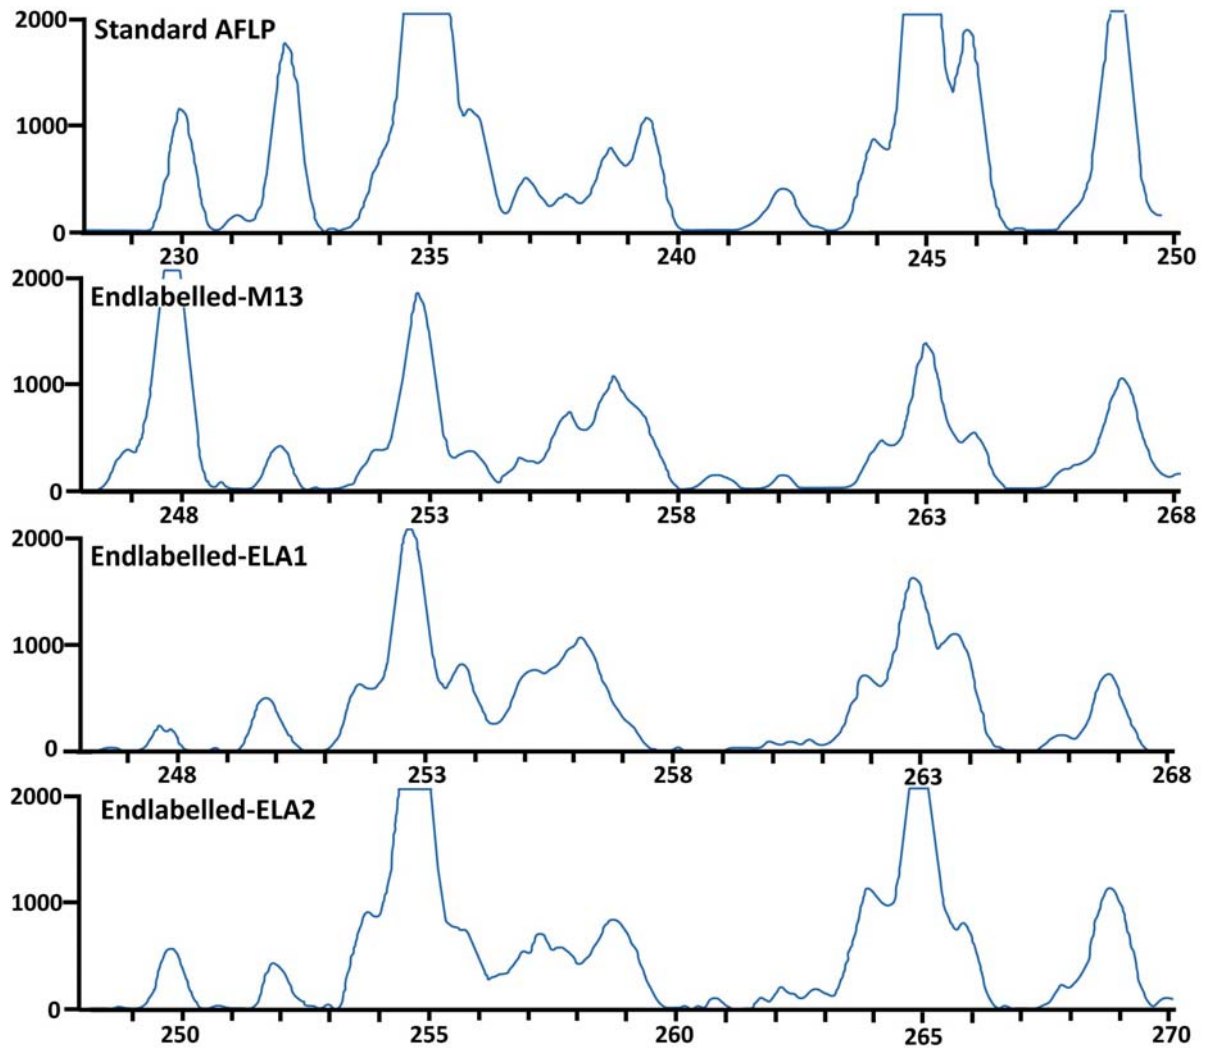 Standard AFLP
2000
1000
0
230 235 240 245 250
Endlabelled-M13
2000
1000
0
248 253 258 263 268
Endlabelled-ELA1
2000
1000
0
248 253 258 263 268
Endlabelled-ELA2
2000
1000
0
250 255 260 265 270